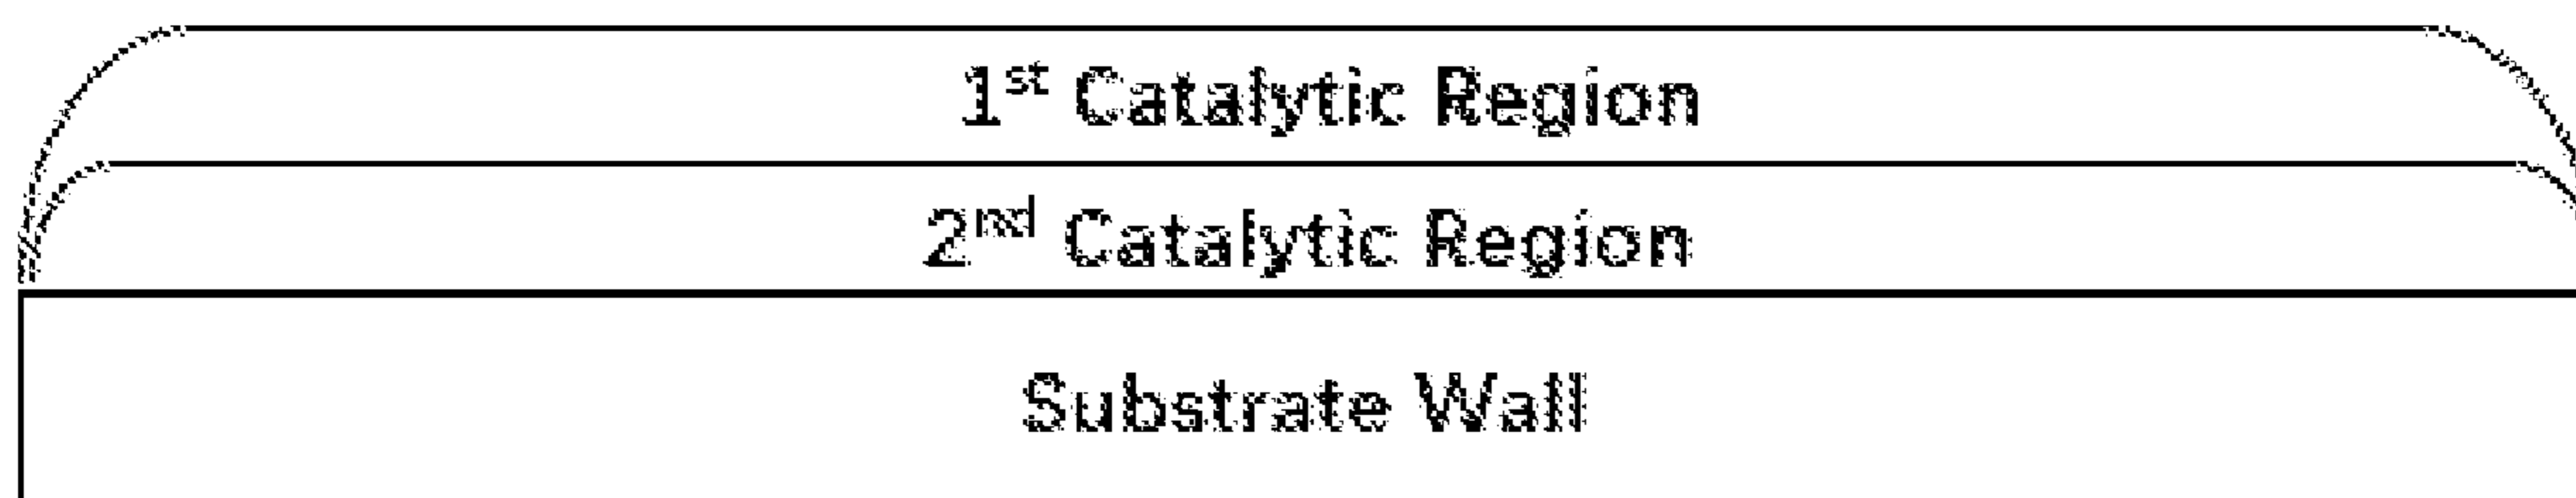 1st Catalytic Region
2nd Catalytic Region
Substrate Wall